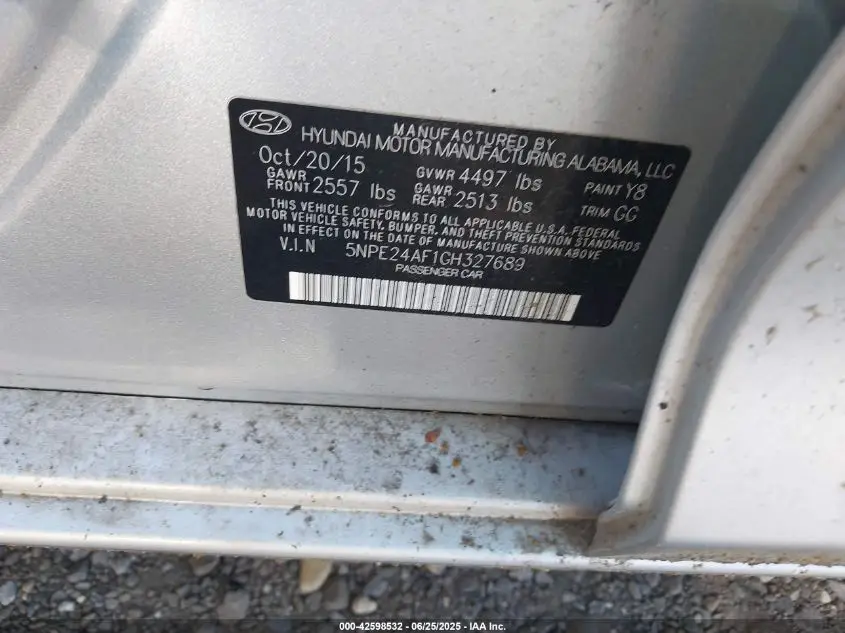 MANUFACTURED BY
HYUNDAI MOTOR MANUFACTURING ALABAMA, LLC
Oct/20/15 GVWR 4497 lbs PAINT Y8
GAWR FRONT 2557 lbs GAWR REAR 2513 lbs TRIM GG
THIS VEHICLE CONFORMS TO ALL APPLICABLE U.S.A. FEDERAL
MOTOR VEHICLE SAFETY, BUMPER, AND THEFT PREVENTION STANDARDS
IN EFFECT ON THE DATE OF MANUFACTURE SHOWN ABOVE
V.I.N 5NPE24AF1GH327689
PASSENGER CAR
000-42598532 - 06/25/2025 - IAA Inc.